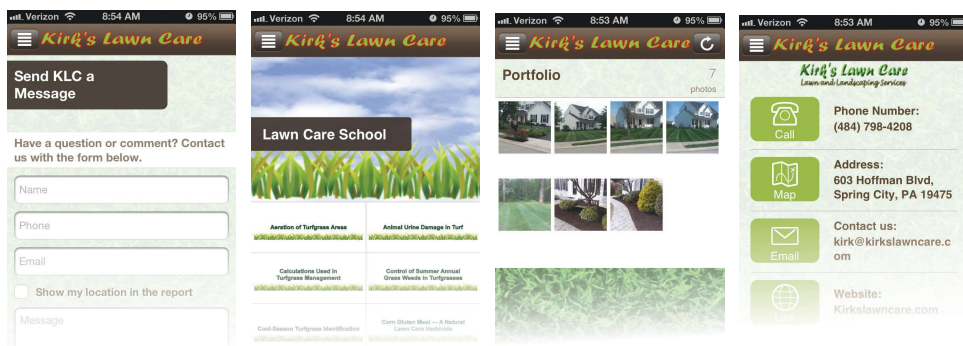 Verizon 8:54 AM 95%
Kirk's Lawn Care
Send KLC a
Message
Have a question or comment? Contact
us with the form below.
Name
Phone
Email
Show my location in the report
Message
Verizon 8:54 AM 95%
Kirk's Lawn Care
Lawn Care School
Aeration of Turfgrass Areas
Animal Urine Damage in Turf
Calculations Used in
Turfgrass Management
Control of Summer Annual
Grass Weeds in Turfgrasses
Cool-Season Turfgrass Identification
Corn Gluten Meal — A Natural
Lawn Care Herbicide
Verizon 8:53 AM 95%
Kirk's Lawn Care
Portfolio
7
photos
Verizon 8:53 AM 95%
Kirk's Lawn Care
Kirk's Lawn Care
Lawn and Landscaping Services
Call
Phone Number:
(484) 798-4208
Map
Address:
603 Hoffman Blvd,
Spring City, PA 19475
Email
Contact us:
kirk@kirkslawncare.c
om
Website:
Kirkslawncare.com